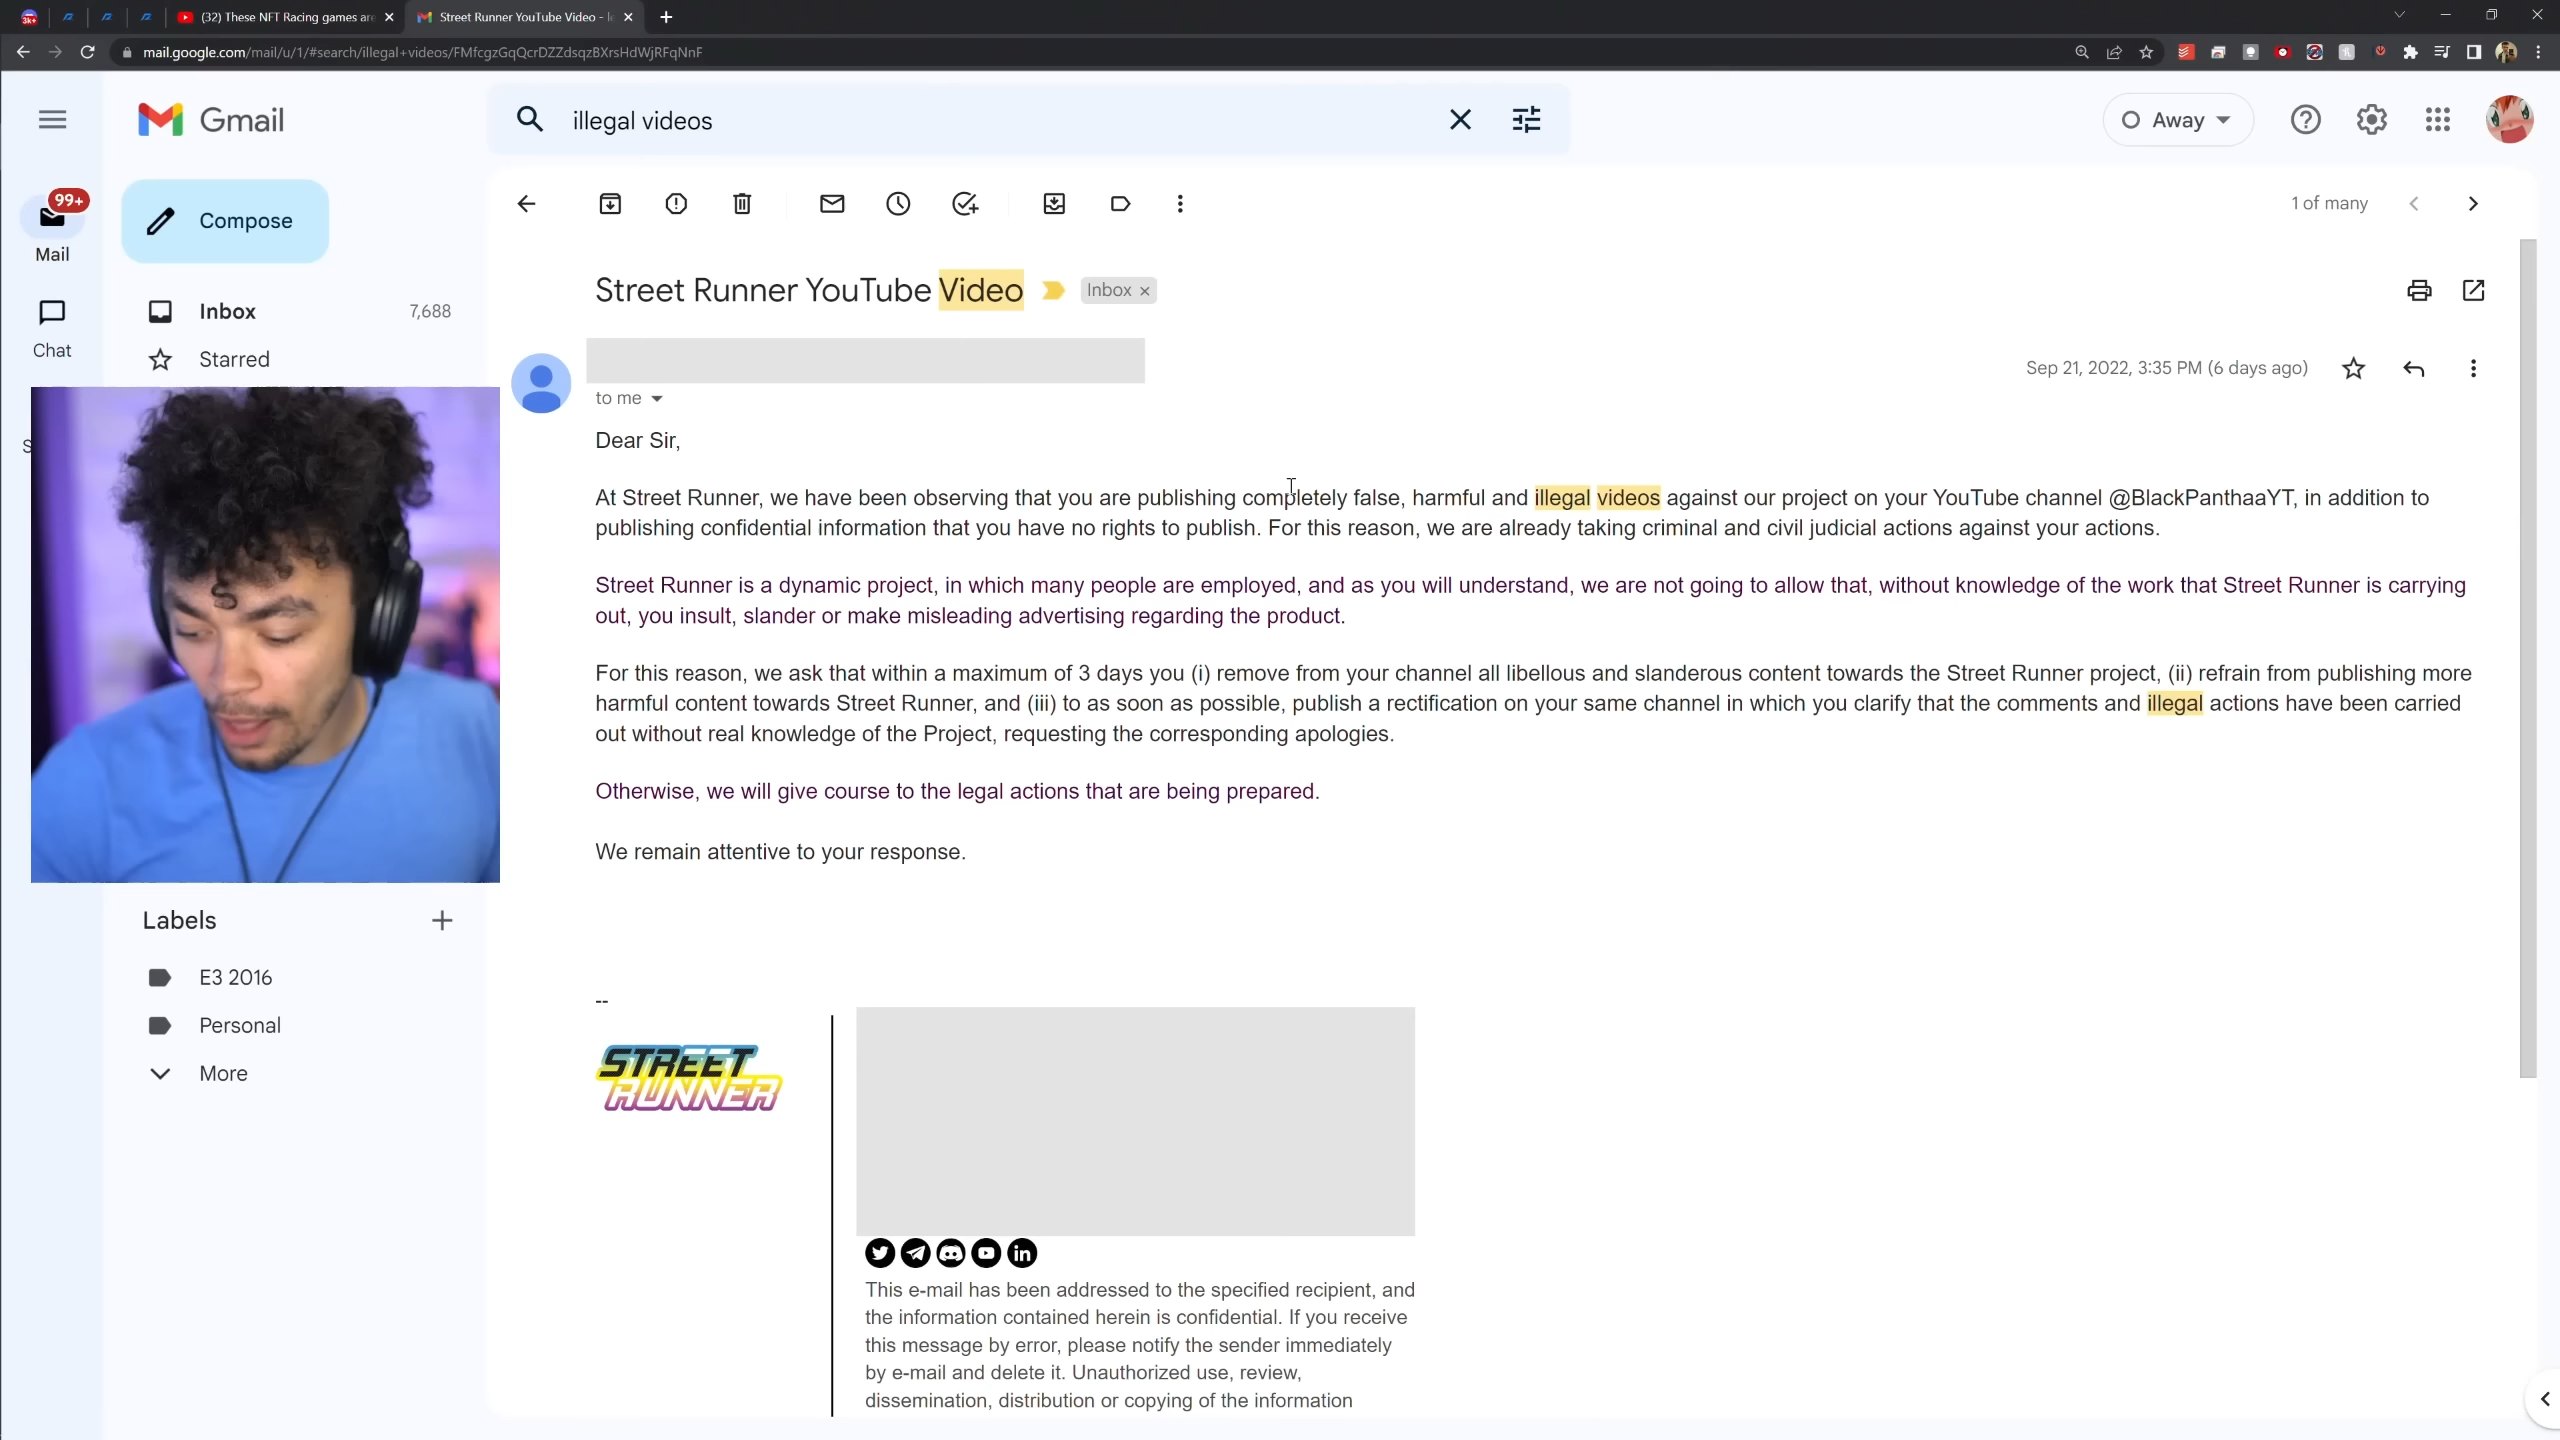 3k+
(32) These NFT Racing games are
Street Runner YouTube Video -
mail.google.com/mail/u/1/#search/illegal+videos/FMfcgzGqQcrDZZdsqzBXrsHdWjRFqNnF
Gmail
illegal videos
Away
99+
Mail
Compose
1 of many
Chat
Inbox 7,688
Starred
Street Runner YouTube Video
Inbox
Sep 21, 2022, 3:35 PM (6 days ago)
to me
Dear Sir,
At Street Runner, we have been observing that you are publishing completely false, harmful and illegal videos against our project on your YouTube channel @BlackPanthaaYT, in addition to
publishing confidential information that you have no rights to publish. For this reason, we are already taking criminal and civil judicial actions against your actions.
Street Runner is a dynamic project, in which many people are employed, and as you will understand, we are not going to allow that, without knowledge of the work that Street Runner is carrying
out, you insult, slander or make misleading advertising regarding the product.
For this reason, we ask that within a maximum of 3 days you (i) remove from your channel all libellous and slanderous content towards the Street Runner project, (ii) refrain from publishing more
harmful content towards Street Runner, and (iii) to as soon as possible, publish a rectification on your same channel in which you clarify that the comments and illegal actions have been carried
out without real knowledge of the Project, requesting the corresponding apologies.
Otherwise, we will give course to the legal actions that are being prepared.
We remain attentive to your response.
Labels
E3 2016
Personal
More
--
STREET
RUNNER
This e-mail has been addressed to the specified recipient, and
the information contained herein is confidential. If you receive
this message by error, please notify the sender immediately
by e-mail and delete it. Unauthorized use, review,
dissemination, distribution or copying of the information